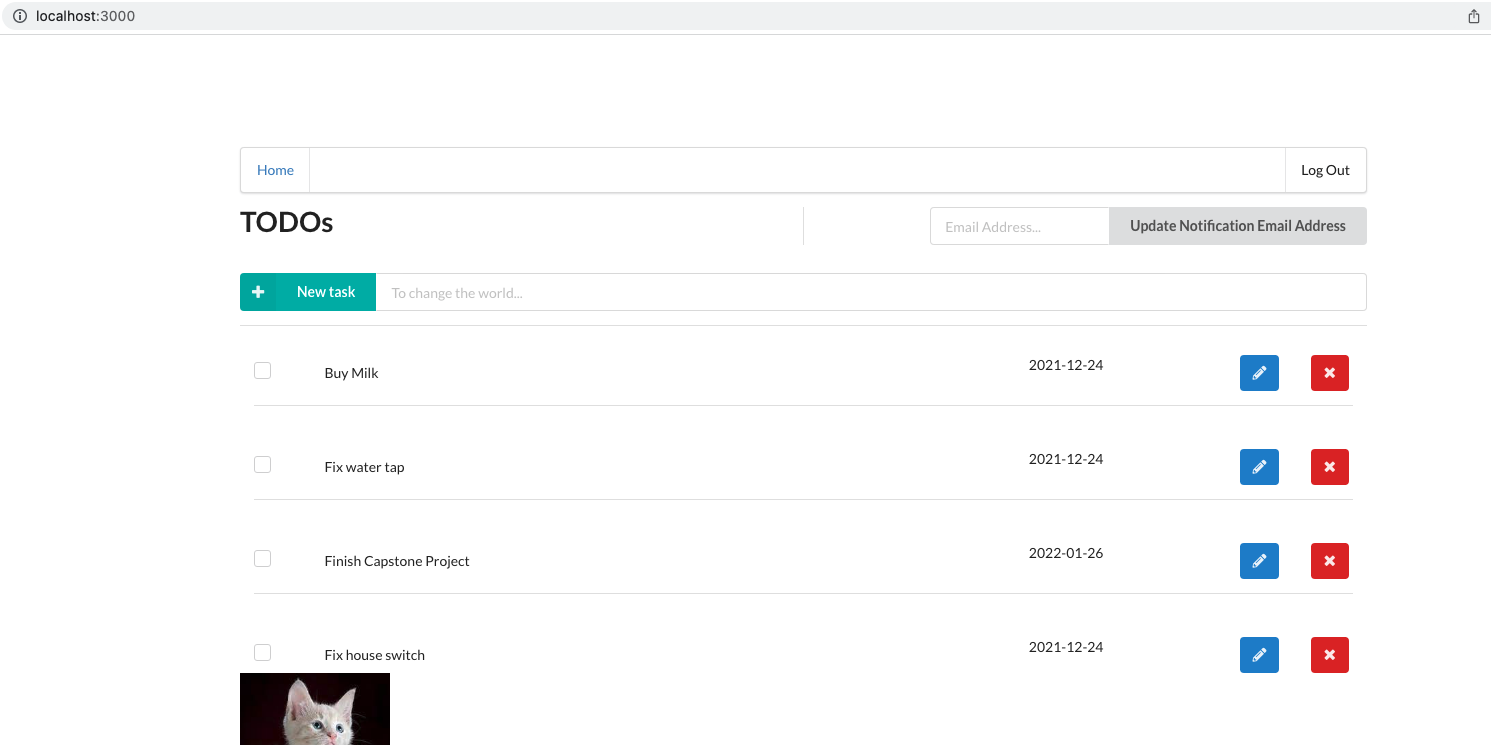 localhost:3000
Home
Log Out
TODOs
Email Address...
Update Notification Email Address
New task
To change the world...
Buy Milk
2021-12-24
Fix water tap
2021-12-24
Finish Capstone Project
2022-01-26
Fix house switch
2021-12-24